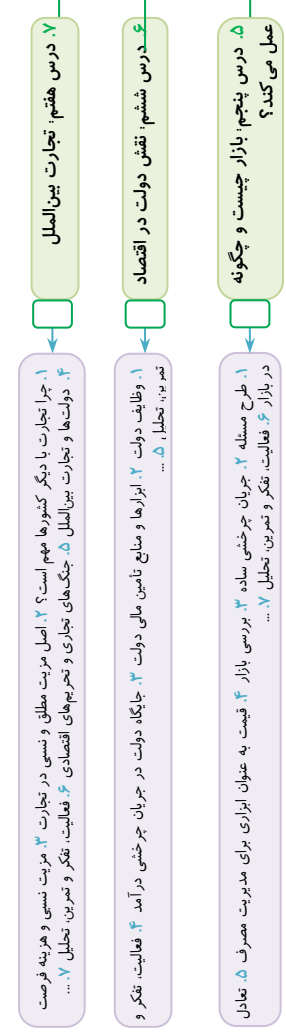 ۵. درس پنجم: بازار چیست و چگونه
عمل می‌کند؟
۱. طرح مسئله ۲. جریان چرخشی ساده ۳. بررسی بازار ۴. قیمت به عنوان ابزاری برای مدیریت مصرف ۵. تعادل
در بازار ۶. فعالیت، تفکر و تمرین، تحلیل ۷. ...
۶. درس ششم: نقش دولت در اقتصاد
۱. وظایف دولت ۲. ابزارها و منابع تأمین مالی دولت ۳. جایگاه دولت در جریان چرخشی درآمد ۴. فعالیت، تفکر و
تمرین، تحلیل ۵. ...
۷. درس هفتم: تجارت بین‌الملل
۱. چرا تجارت با دیگر کشورها مهم است؟ ۲. اصل مزیت مطلق و نسبی در تجارت ۳. مزیت نسبی و هزینه فرصت
۴. دولت‌ها و تجارت بین‌الملل ۵. جنگ‌های تجاری و تحریم‌های اقتصادی ۶. فعالیت، تفکر و تمرین، تحلیل ۷. ...